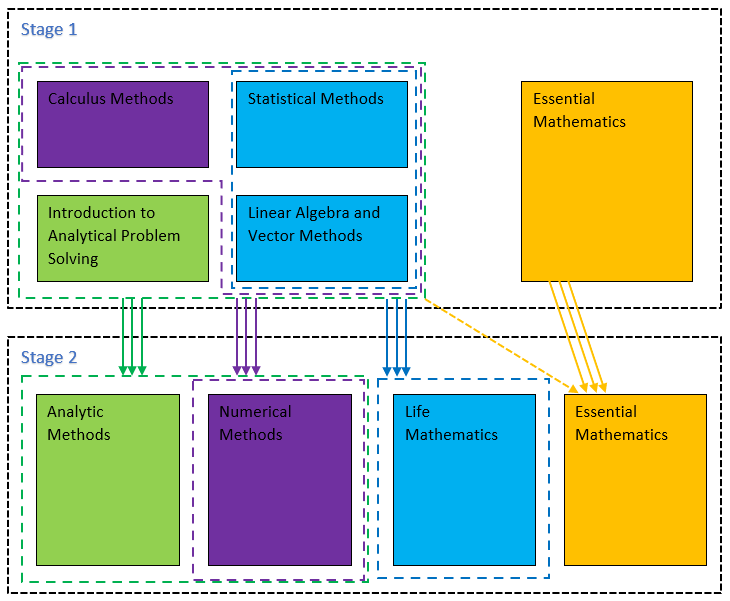 Stage 1
Calculus Methods
Statistical Methods
Essential
Mathematics
Introduction to
Analytical Problem
Solving
Linear Algebra and
Vector Methods
Stage 2
Analytic
Methods
Numerical
Methods
Life
Mathematics
Essential
Mathematics